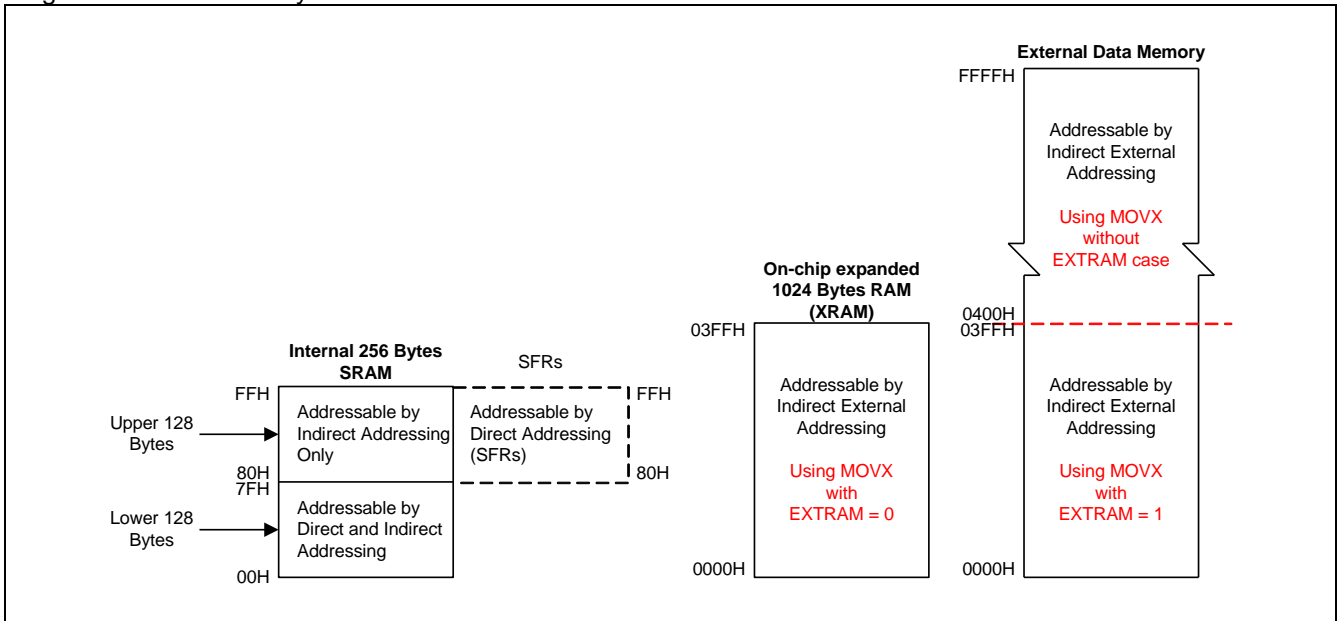 External Data Memory
FFFFH
Addressable by
Indirect External
Addressing
Using MOVX
without
EXTRAM case
On-chip expanded
1024 Bytes RAM
(XRAM)
0400H
03FFH
03FFH
Internal 256 Bytes
SRAM
SFRs
FFH
FFH
Upper 128
Bytes
Addressable by
Indirect Addressing
Only
Addressable by
Direct Addressing
(SFRs)
80H
80H
7FH
Lower 128
Bytes
Addressable by
Direct and Indirect
Addressing
00H
Addressable by
Indirect External
Addressing
Using MOVX
with
EXTRAM = 0
0000H
Addressable by
Indirect External
Addressing
Using MOVX
with
EXTRAM = 1
0000H